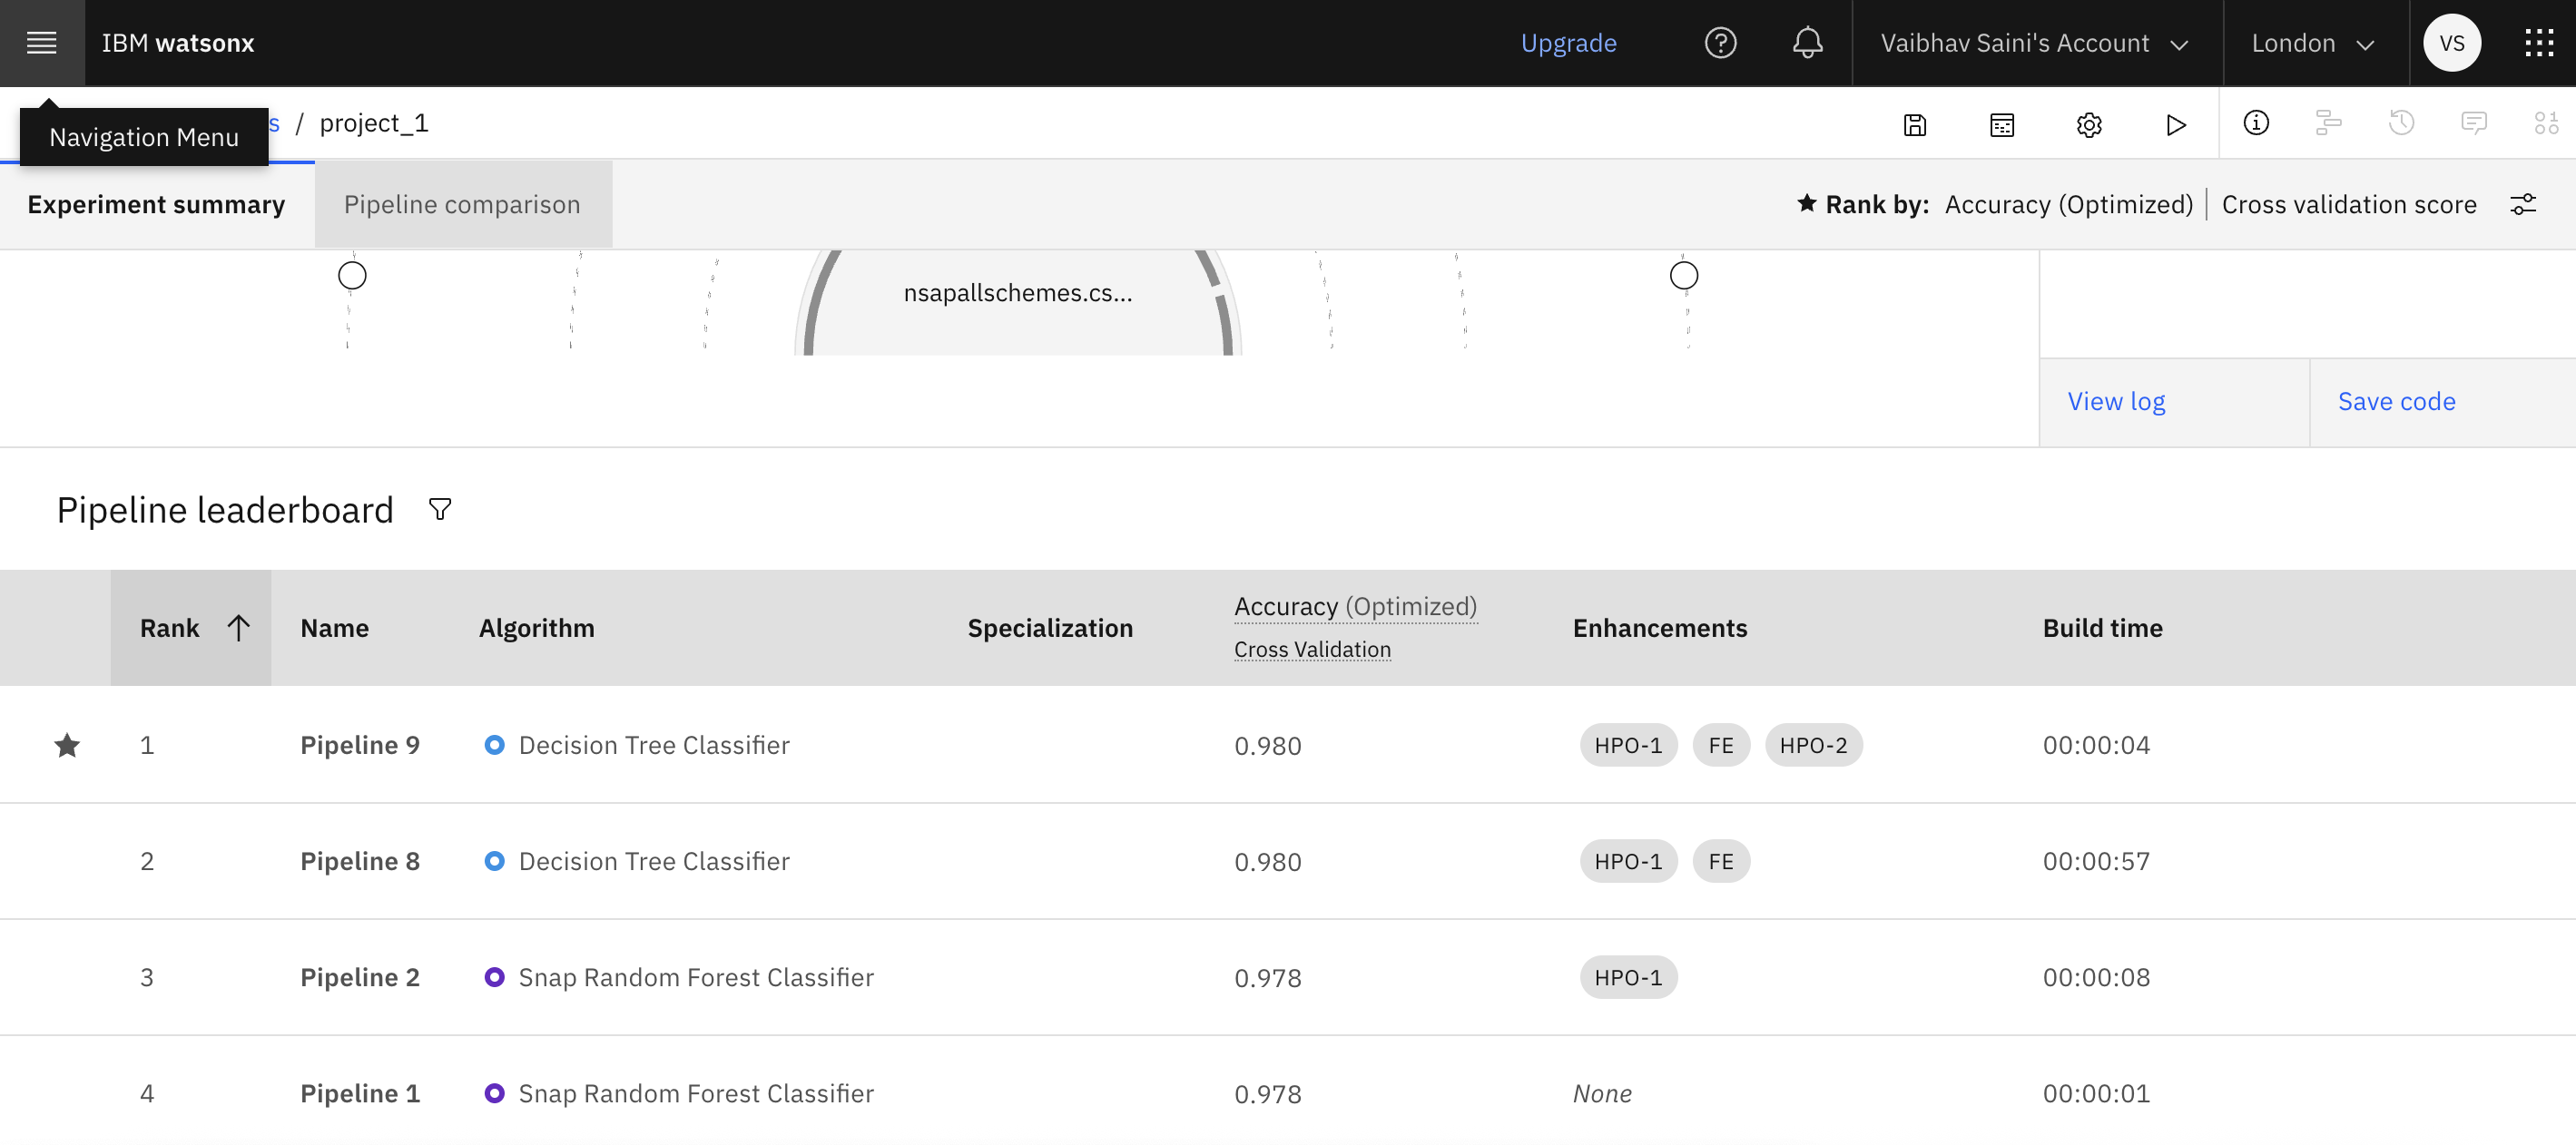 IBM watsonx
Upgrade
Vaibhav Saini's Account
London
VS
Navigation Menu
s / project_1
Experiment summary
Pipeline comparison
Rank by: Accuracy (Optimized) | Cross validation score
nsapallschemes.cs...
View log
Save code
Pipeline leaderboard
Rank Name Algorithm Specialization Accuracy (Optimized) Enhancements Build time
Cross Validation
1 Pipeline 9 Decision Tree Classifier 0.980 HPO-1 FE HPO-2 00:00:04
2 Pipeline 8 Decision Tree Classifier 0.980 HPO-1 FE 00:00:57
3 Pipeline 2 Snap Random Forest Classifier 0.978 HPO-1 00:00:08
4 Pipeline 1 Snap Random Forest Classifier 0.978 None 00:00:01